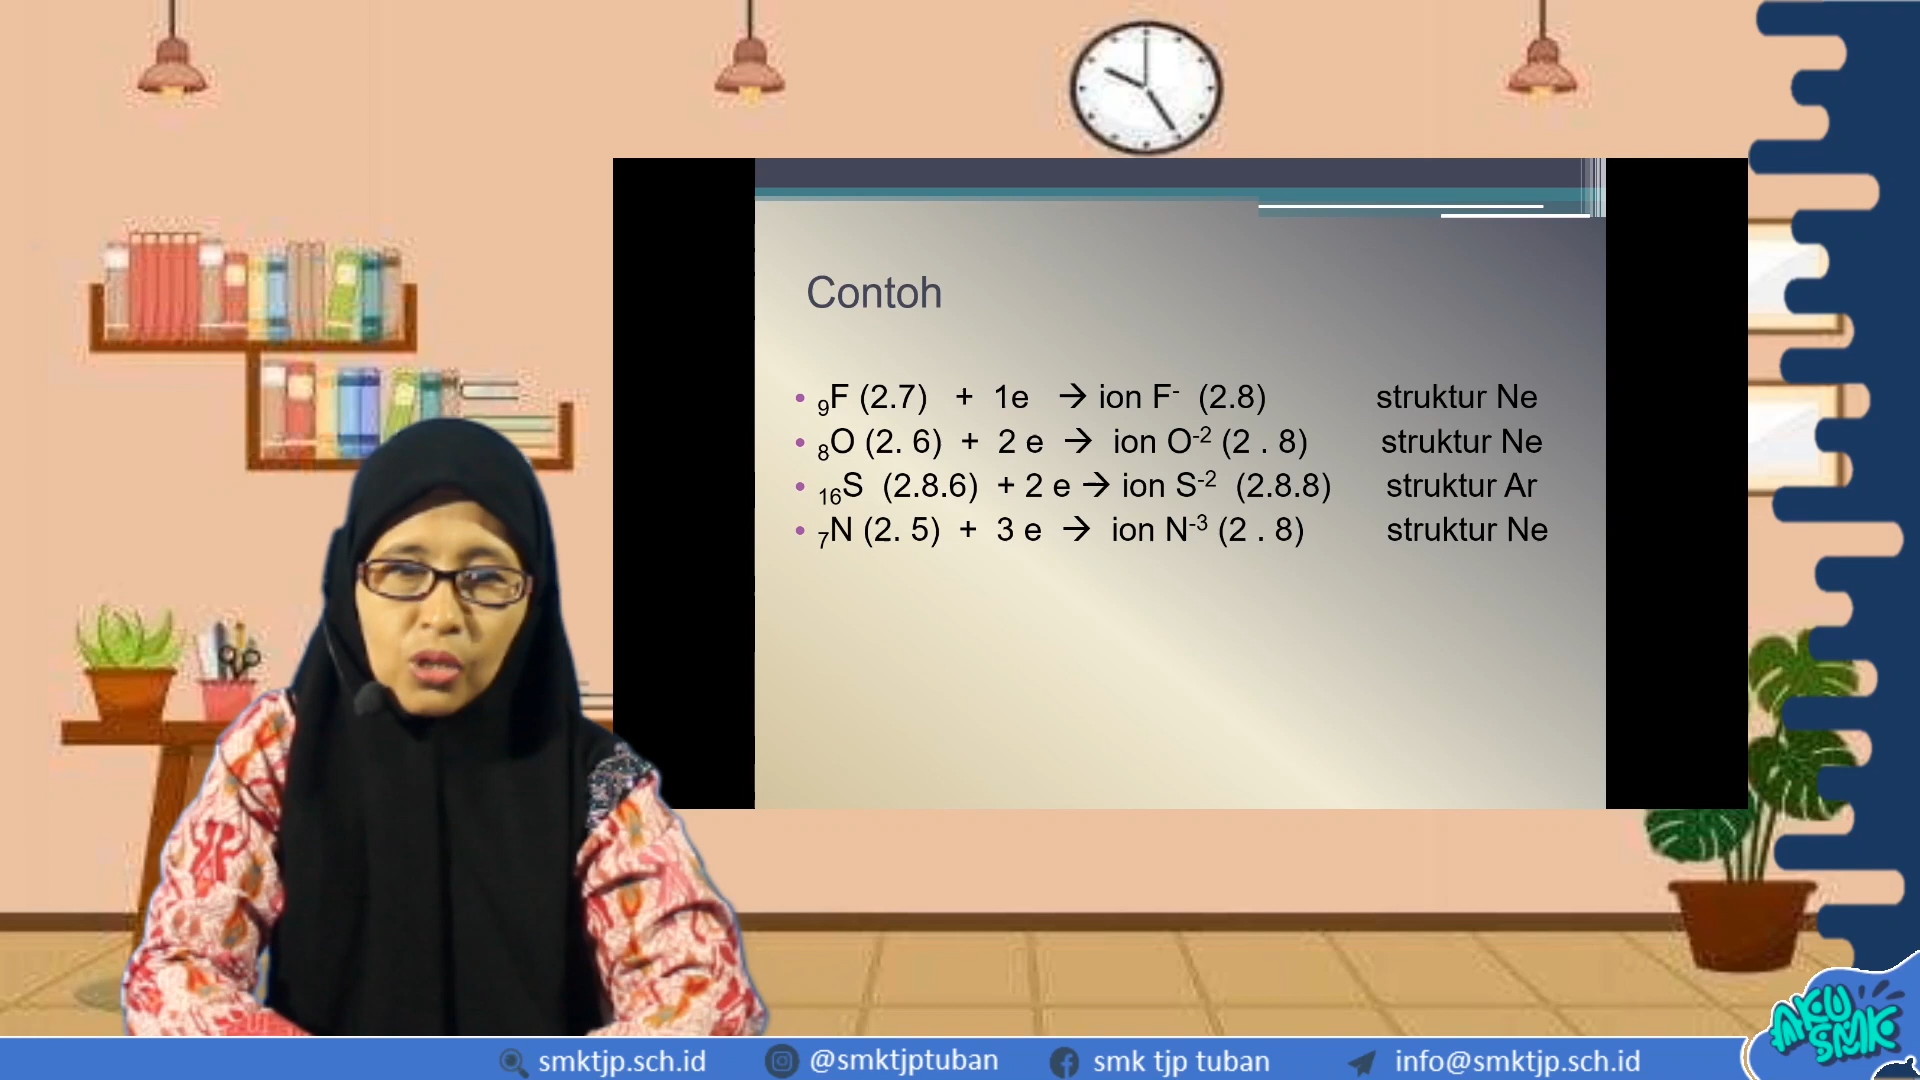 Contoh
• ₉F (2.7) + 1e → ion F⁻ (2.8) struktur Ne
• ₈O (2. 6) + 2 e → ion O⁻² (2 . 8) struktur Ne
• ₁₆S (2.8.6) + 2 e → ion S⁻² (2.8.8) struktur Ar
• ₇N (2. 5) + 3 e → ion N⁻³ (2 . 8) struktur Ne
smktjp.sch.id @smktjptuban smk tjp tuban info@smktjp.sch.id
AKU
SMK